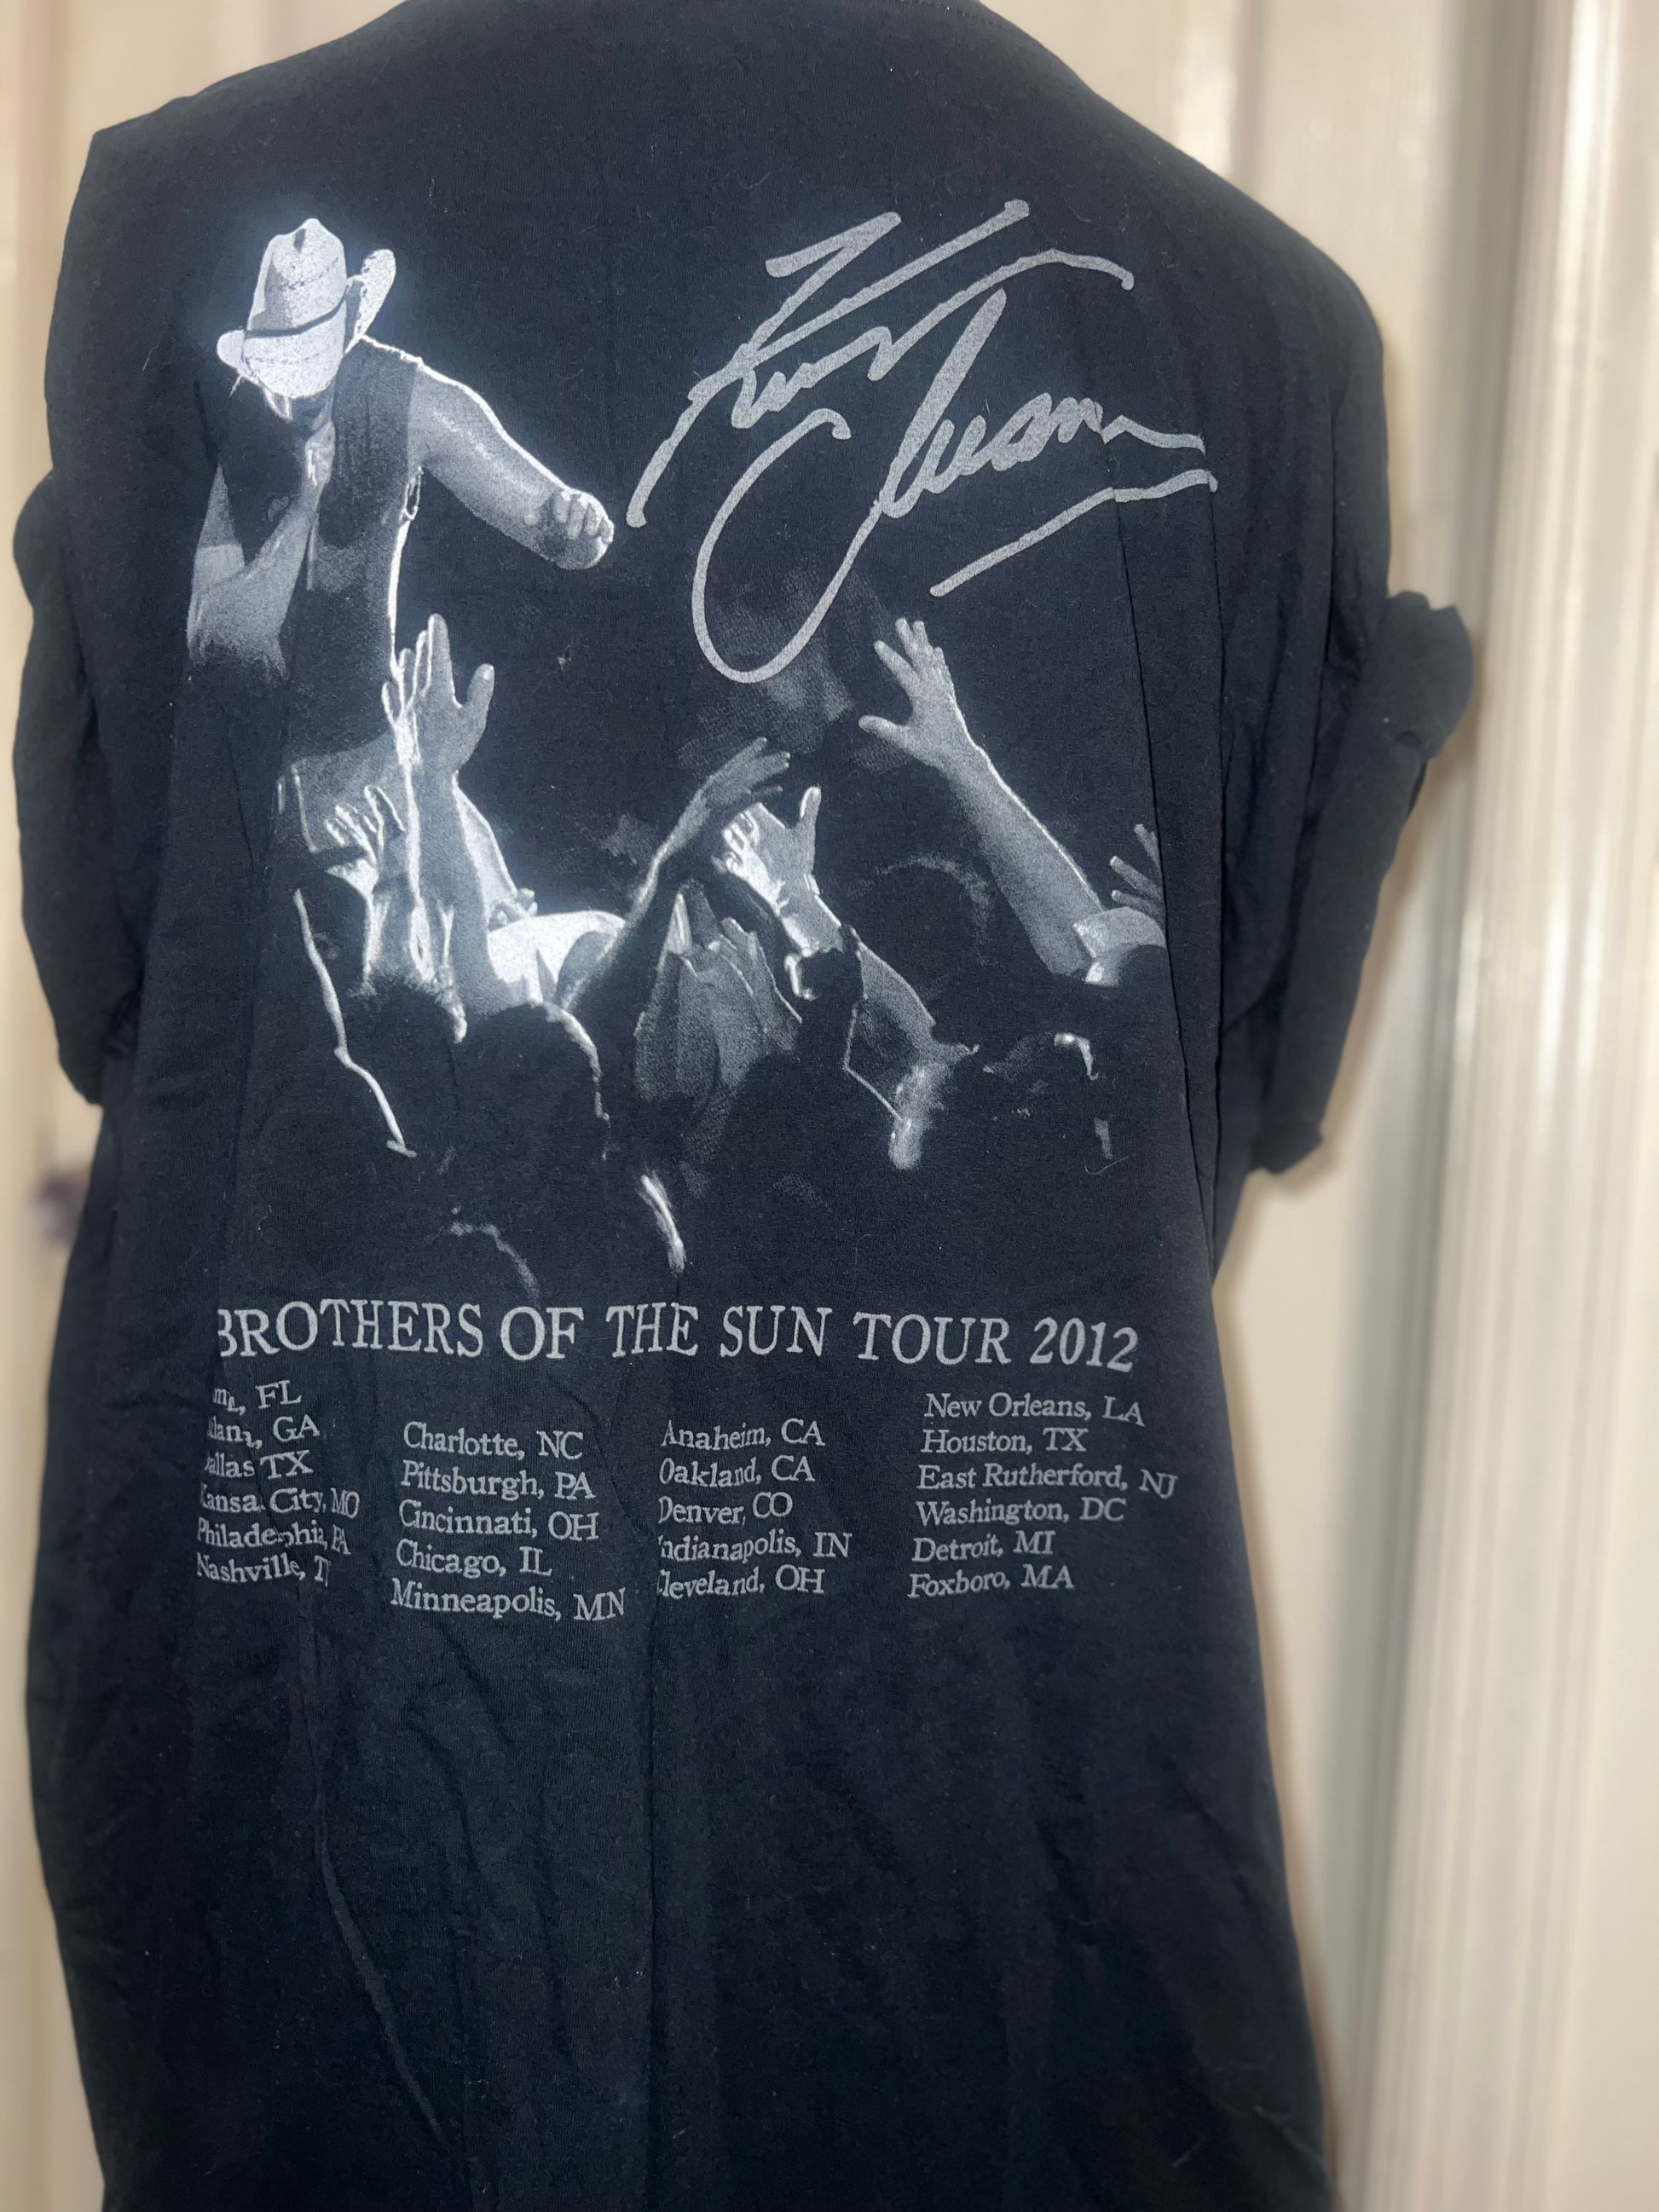 BROTHERS OF THE SUN TOUR 2012
FL
GA
TX
City, MO
Philadelphia, PA
Nashville,
Charlotte, NC
Pittsburgh, PA
Cincinnati, OH
Chicago, IL
Minneapolis, MN
Anaheim, CA
Oakland, CA
Denver, CO
Indianapolis, IN
Cleveland, OH
New Orleans, LA
Houston, TX
East Rutherford, NJ
Washington, DC
Detroit, MI
Foxboro, MA